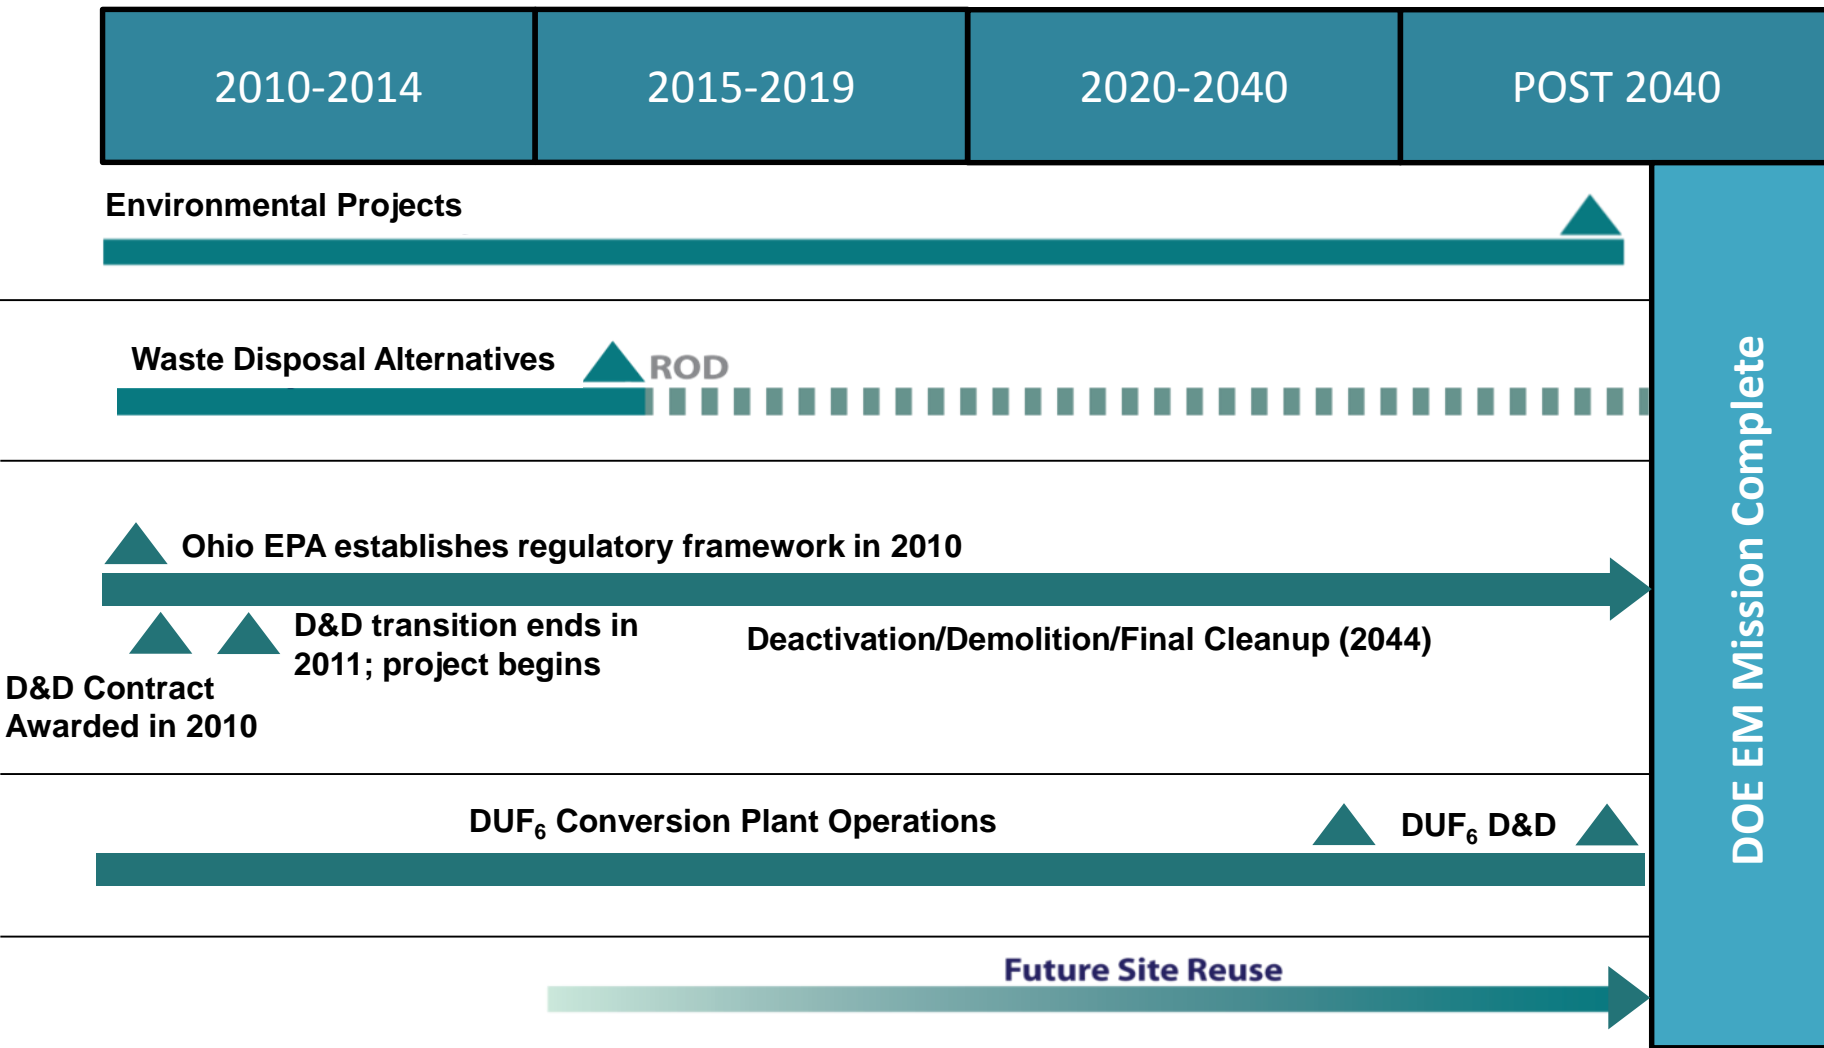 2010-2014
2015-2019
2020-2040
POST 2040
Environmental Projects
Waste Disposal Alternatives
ROD
Ohio EPA establishes regulatory framework in 2010
D&D transition ends in
2011; project begins
Deactivation/Demolition/Final Cleanup (2044)
D&D Contract
Awarded in 2010
DUF₆ Conversion Plant Operations
DUF₆ D&D
Future Site Reuse
DOE EM Mission Complete